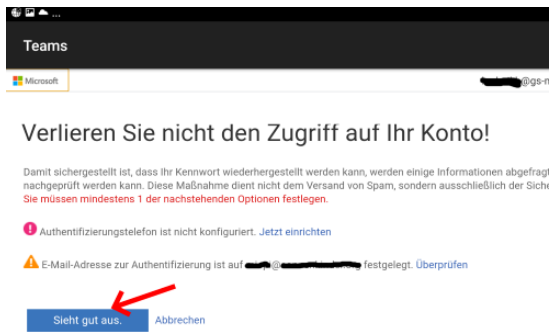 Teams
Microsoft
@gs-n
Verlieren Sie nicht den Zugriff auf Ihr Konto!
Damit sichergestellt ist, dass Ihr Kennwort wiederhergestellt werden kann, werden einige Informationen abgefragt
nachgeprüft werden kann. Diese Maßnahme dient nicht dem Versand von Spam, sondern ausschließlich der Siche
Sie müssen mindestens 1 der nachstehenden Optionen festlegen.
Authentifizierungstelefon ist nicht konfiguriert. Jetzt einrichten
E-Mail-Adresse zur Authentifizierung ist auf @ festgelegt. Überprüfen
Sieht gut aus. Abbrechen